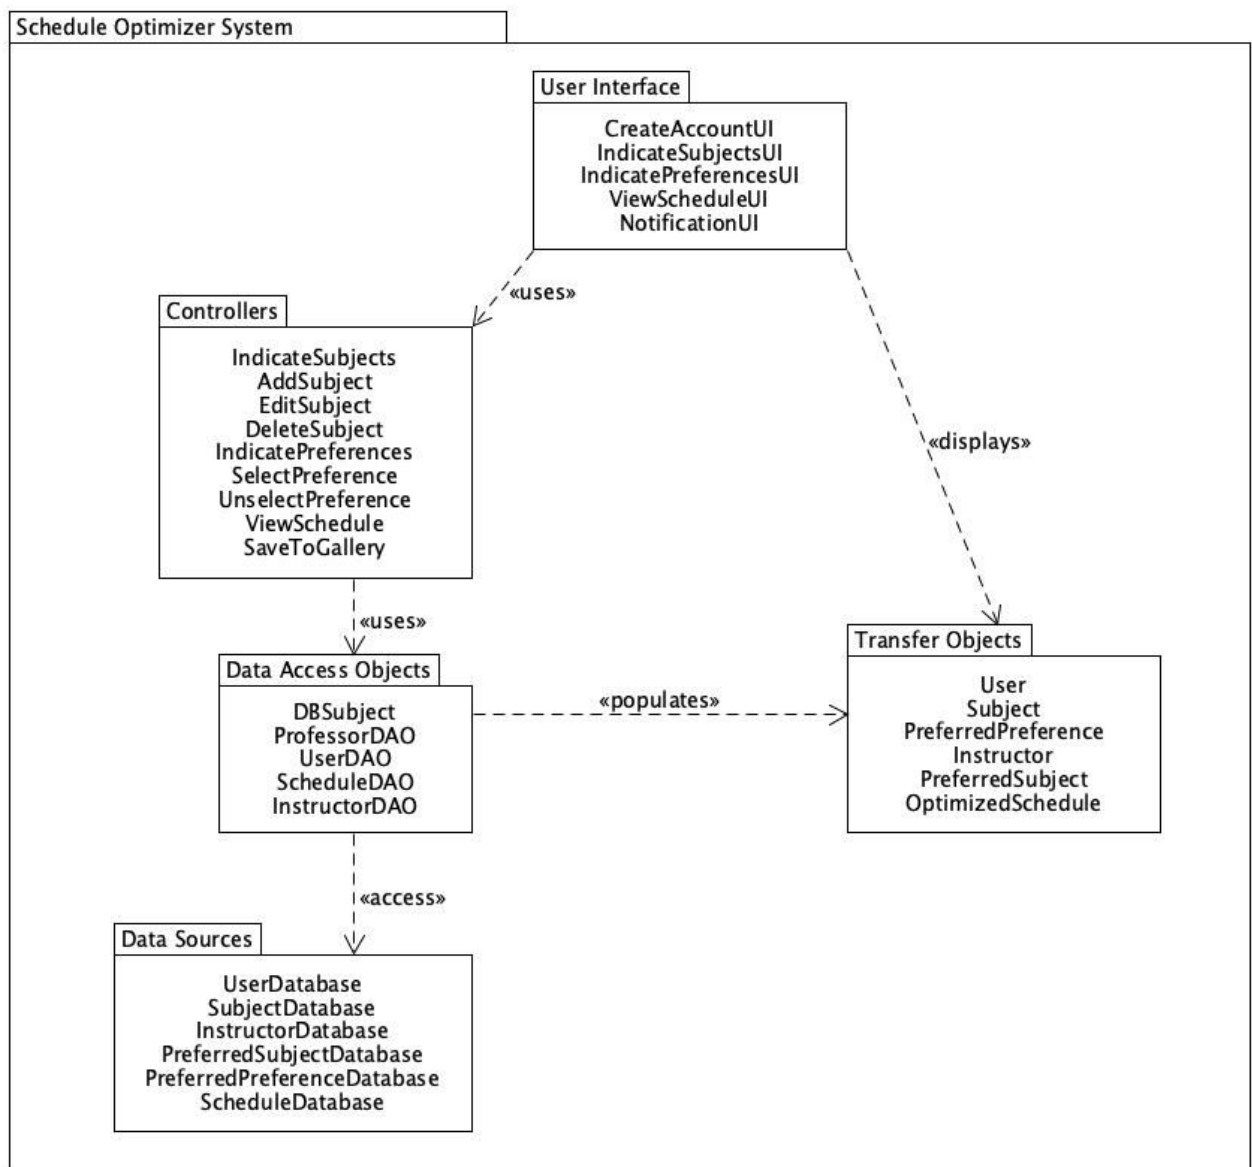 Schedule Optimizer System
User Interface
CreateAccountUI
IndicateSubjectsUI
IndicatePreferencesUI
ViewScheduleUI
NotificationUI
«uses»
Controllers
IndicateSubjects
AddSubject
EditSubject
DeleteSubject
IndicatePreferences
SelectPreference
UnselectPreference
ViewSchedule
SaveToGallery
«displays»
«uses»
Data Access Objects
DBSubject
ProfessorDAO
UserDAO
ScheduleDAO
InstructorDAO
«populates»
Transfer Objects
User
Subject
PreferredPreference
Instructor
PreferredSubject
OptimizedSchedule
«access»
Data Sources
UserDatabase
SubjectDatabase
InstructorDatabase
PreferredSubjectDatabase
PreferredPreferenceDatabase
ScheduleDatabase